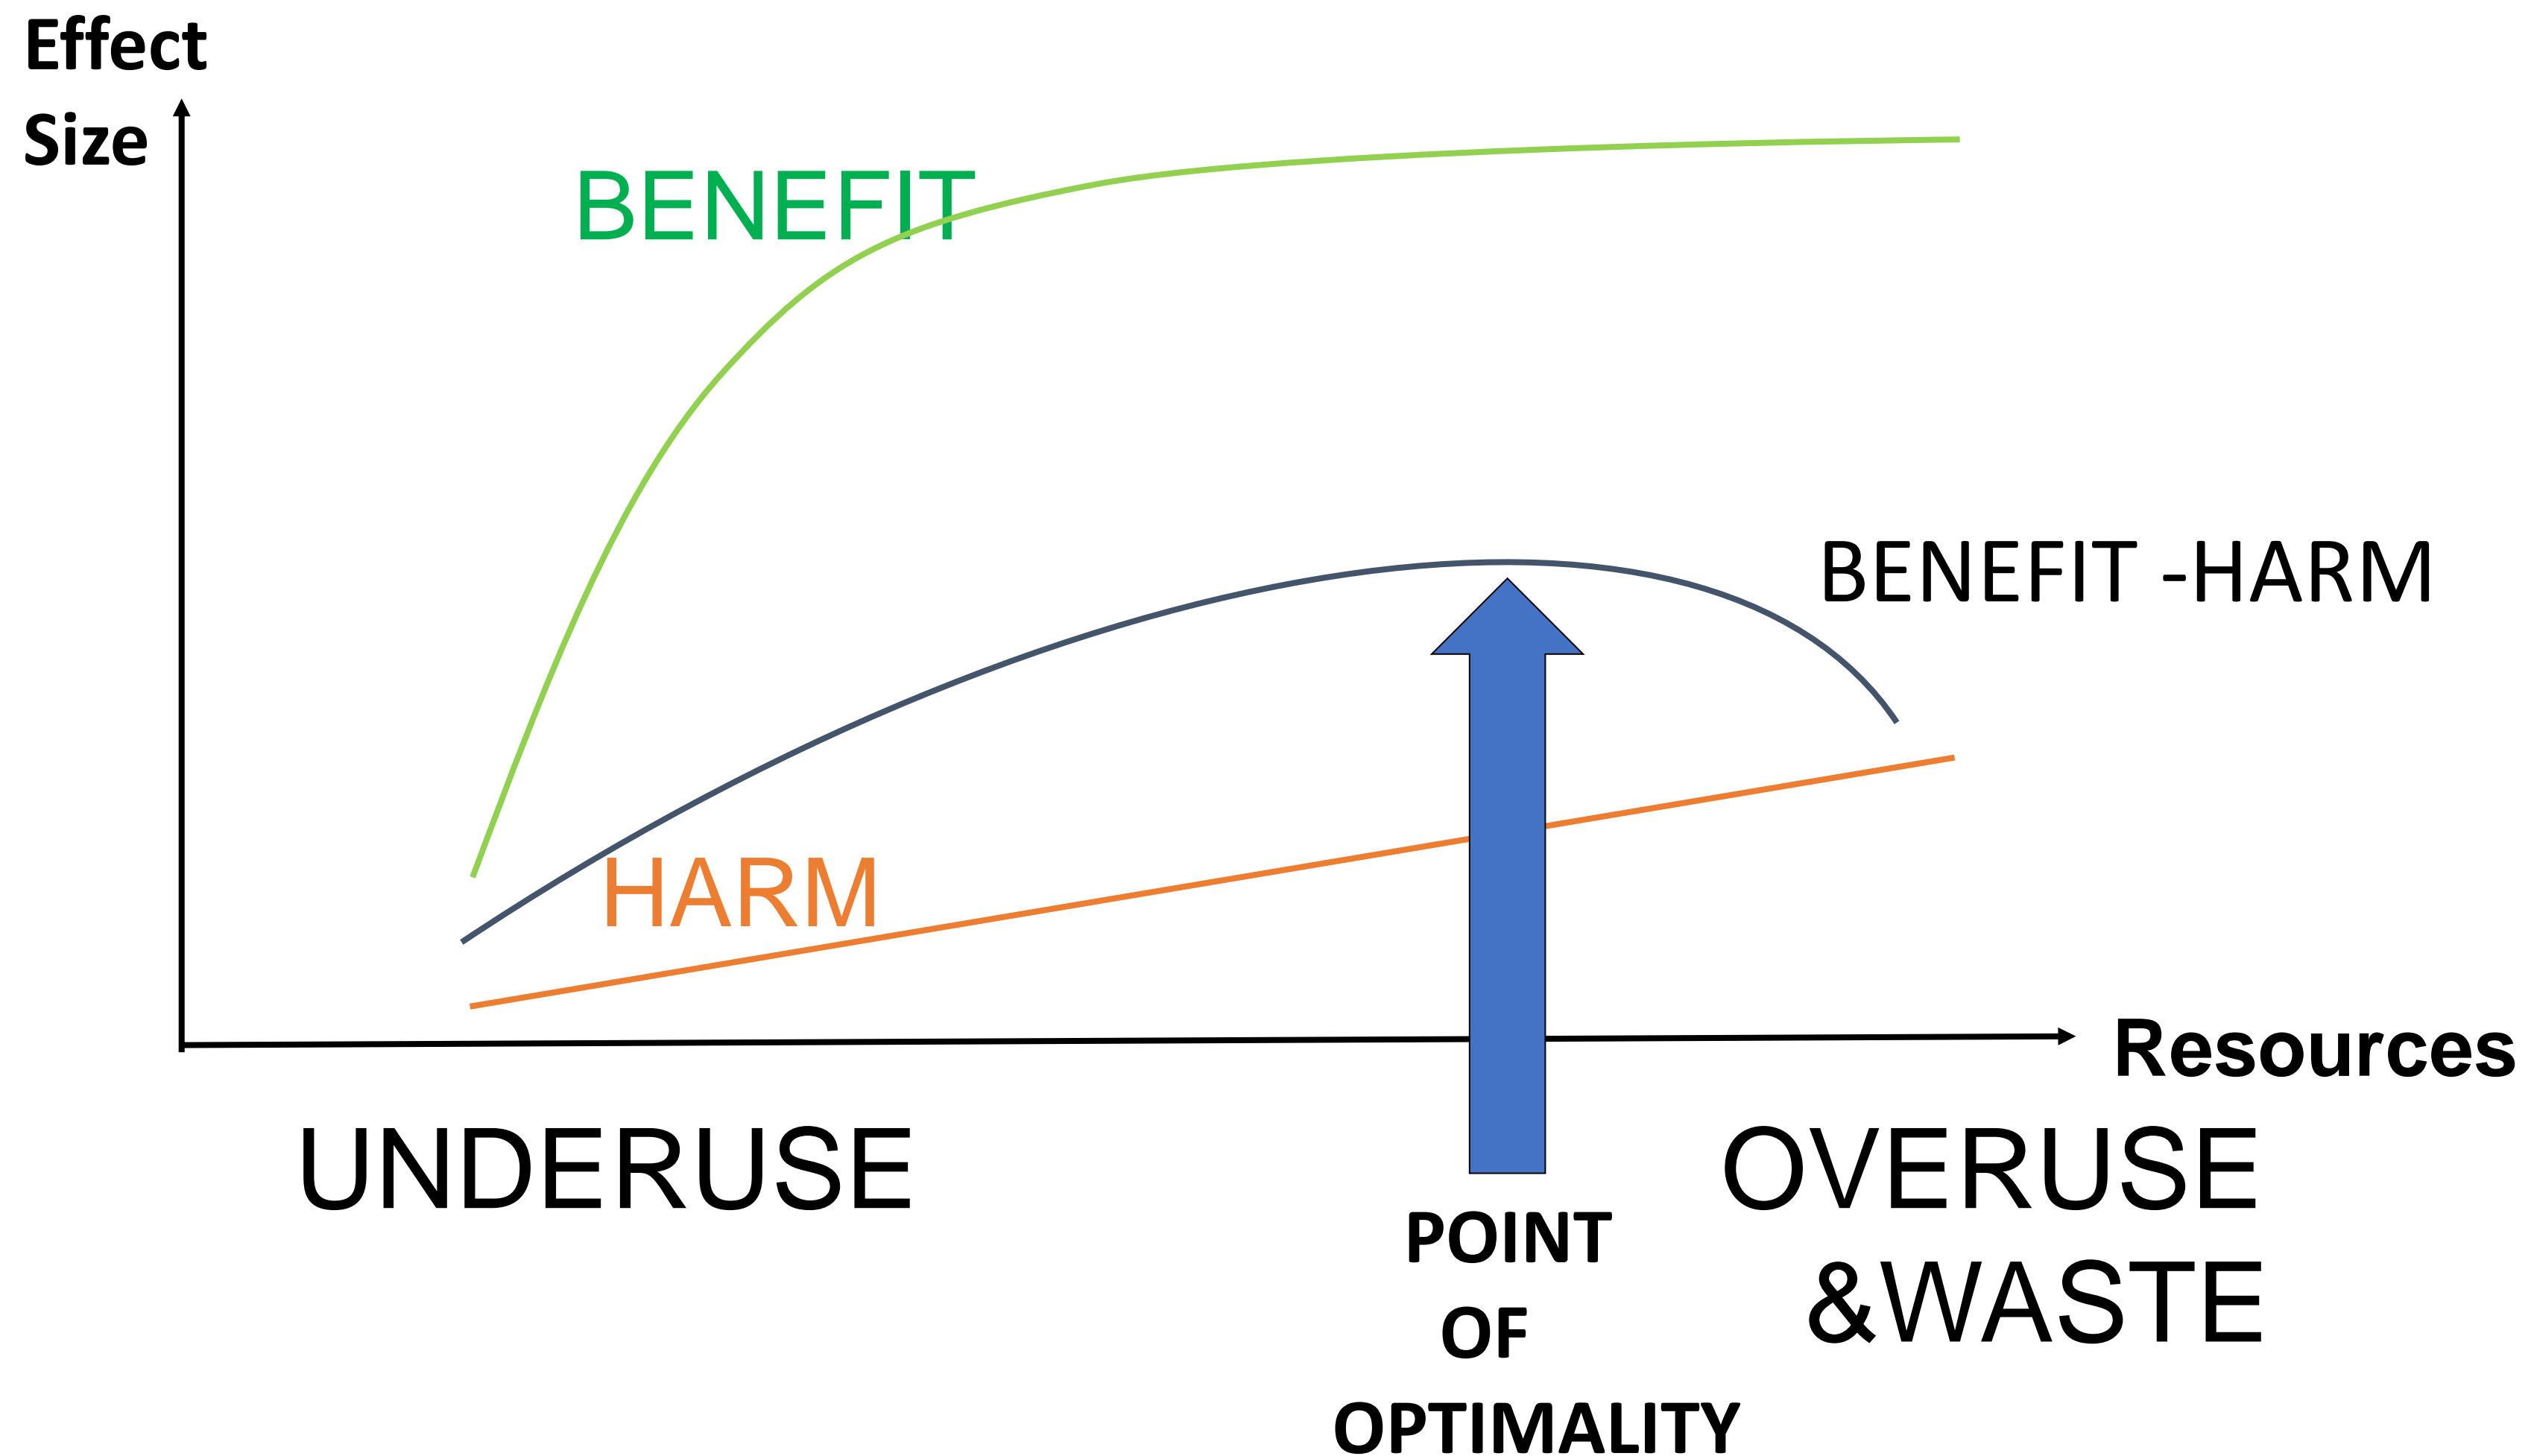 Effect
Size
BENEFIT
BENEFIT -HARM
HARM
Resources
UNDERUSE
OVERUSE
&WASTE
POINT
OF
OPTIMALITY